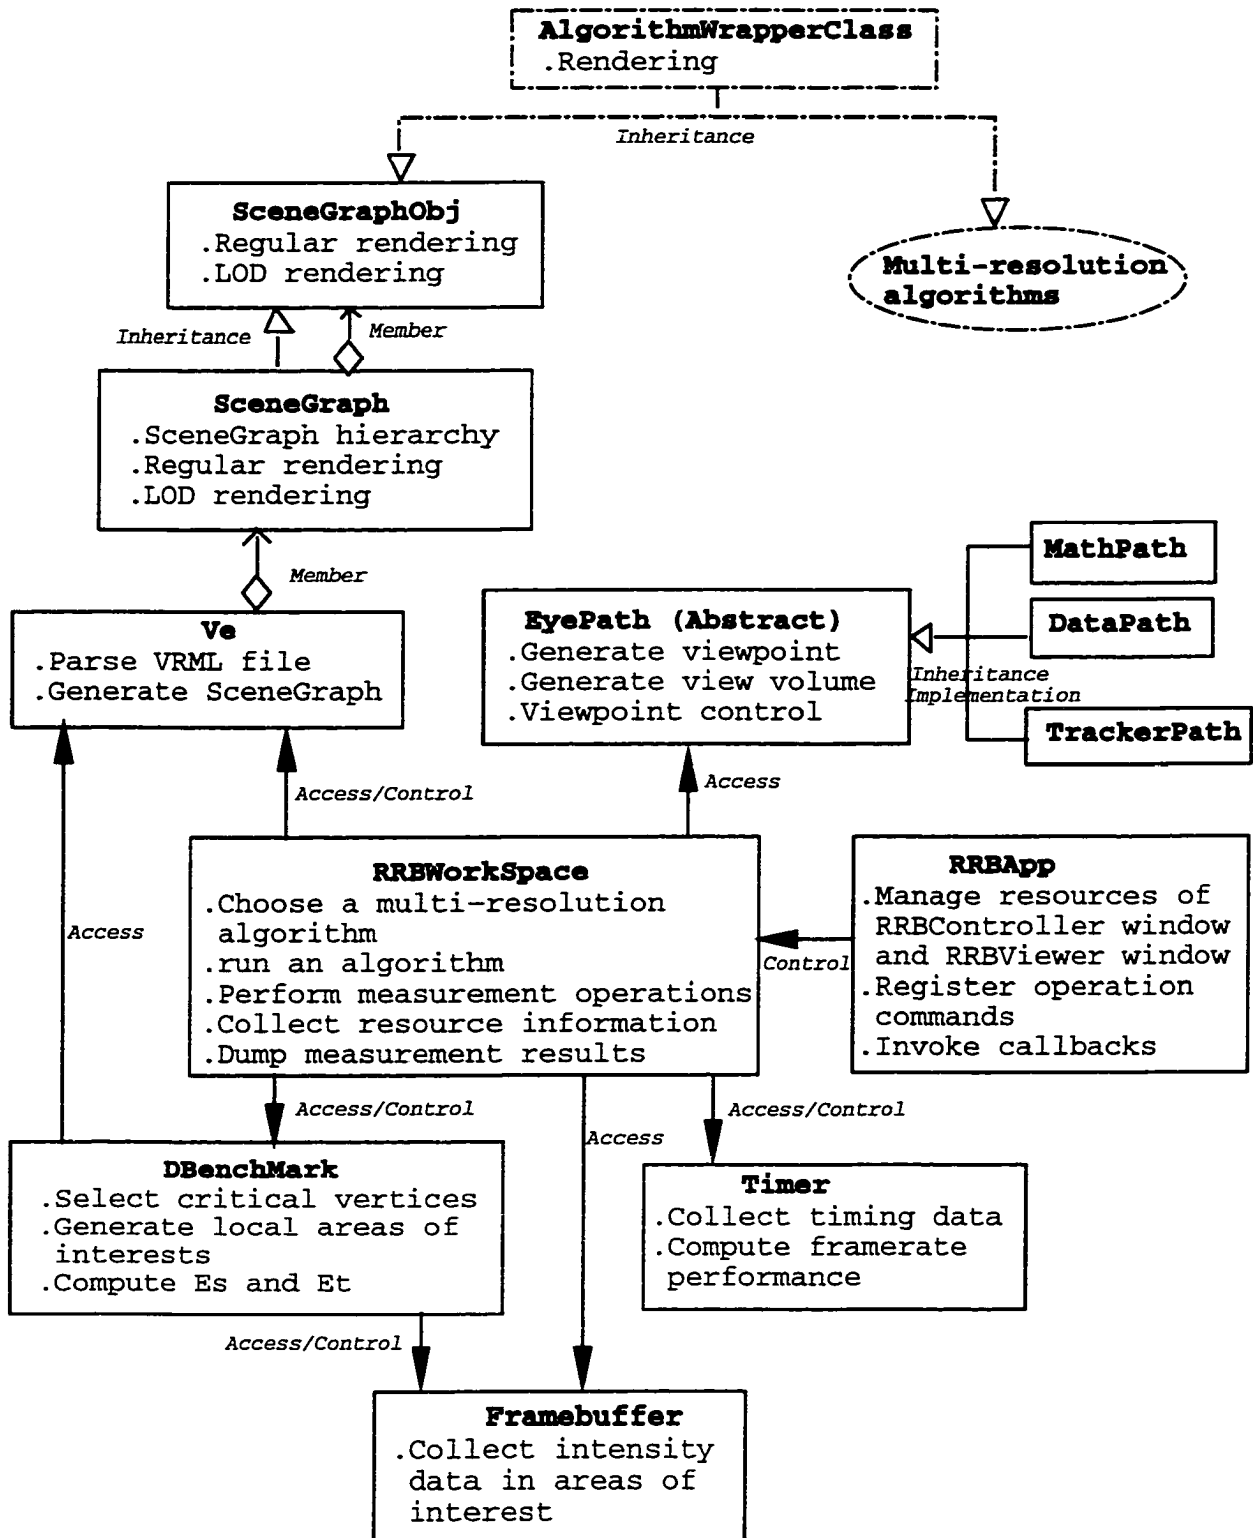 AlgorithmWrapperClass
.Rendering
Inheritance
SceneGraphObj
.Regular rendering
.LOD rendering
Multi-resolution
algorithms
Inheritance
Member
SceneGraph
.SceneGraph hierarchy
.Regular rendering
.LOD rendering
Member
MathPath
DataPath
TrackerPath
Ve
.Parse VRML file
.Generate SceneGraph
EyePath (Abstract)
.Generate viewpoint
.Generate view volume
.Viewpoint control
Inheritance
Implementation
Access/Control
Access
Access
RRBWorkSpace
.Choose a multi-resolution
algorithm
.run an algorithm
.Perform measurement operations
.Collect resource information
.Dump measurement results
Control
RRBApp
.Manage resources of
RRBController window
and RRBViewer window
.Register operation
commands
.Invoke callbacks
Access/Control
Access
Access/Control
DBenchMark
.Select critical vertices
.Generate local areas of
interests
.Compute Es and Et
Timer
.Collect timing data
.Compute framerate
performance
Access/Control
Framebuffer
.Collect intensity
data in areas of
interest